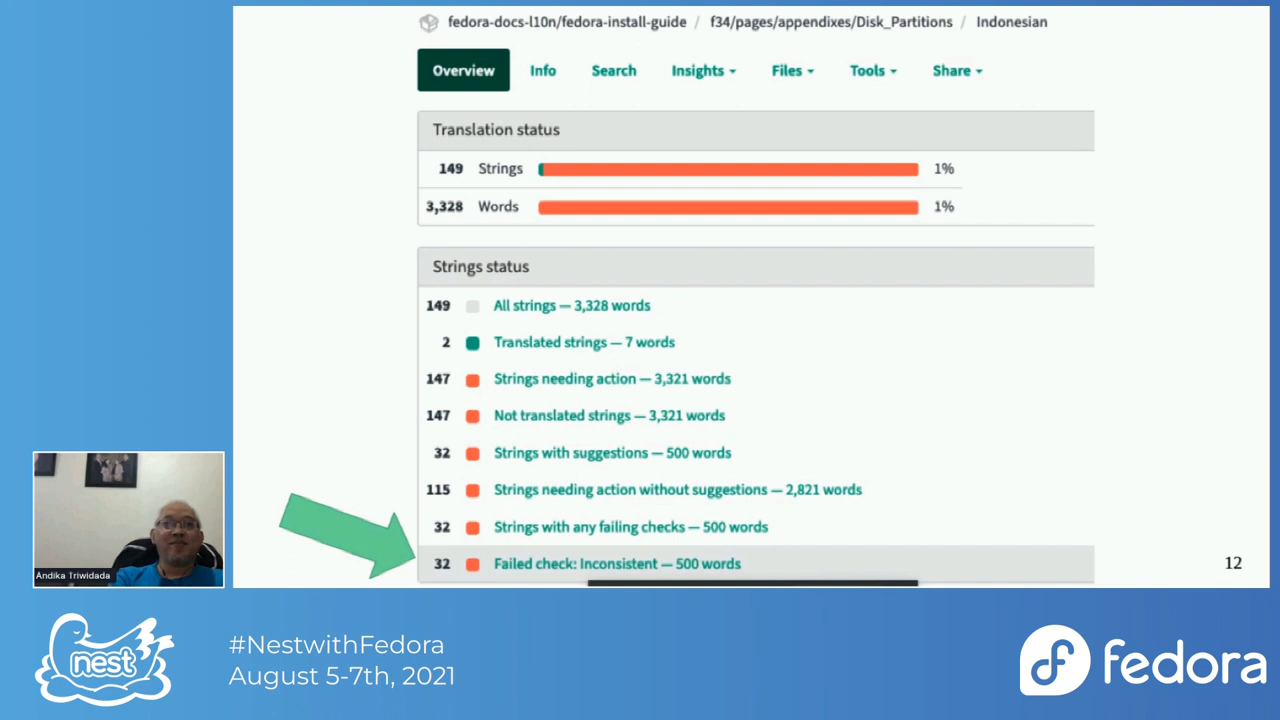 fedora-docs-l10n/fedora-install-guide / f34/pages/appendixes/Disk_Partitions / Indonesian
Overview Info Search Insights Files Tools Share
Translation status
149 Strings 1%
3,328 Words 1%
Strings status
149 All strings — 3,328 words
2 Translated strings — 7 words
147 Strings needing action — 3,321 words
147 Not translated strings — 3,321 words
32 Strings with suggestions — 500 words
115 Strings needing action without suggestions — 2,821 words
32 Strings with any failing checks — 500 words
32 Failed check: Inconsistent — 500 words
12
Andika Triwidada
nest
#NestwithFedora
August 5-7th, 2021
fedora